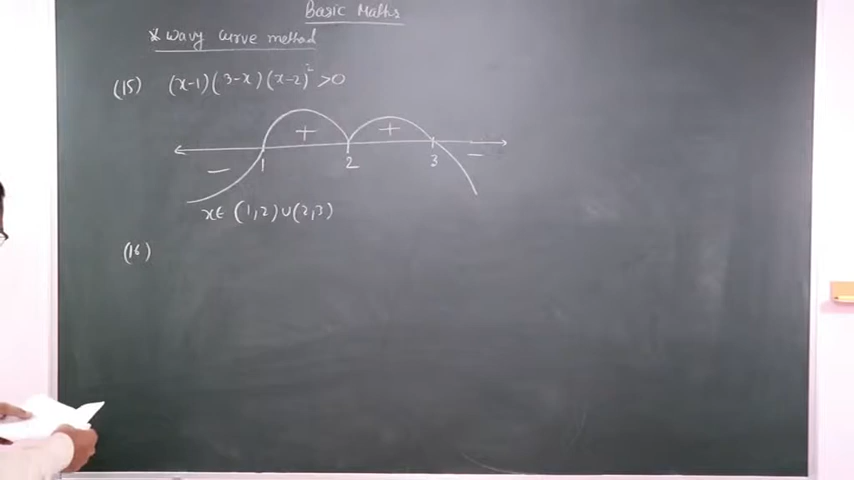 Basic Maths
* Wavy Curve method
(15) (x-1)(3-x)(x-2)² >0
+ +
- 1 2 3 -
x∈ (1,2)∪(2,3)
(16)